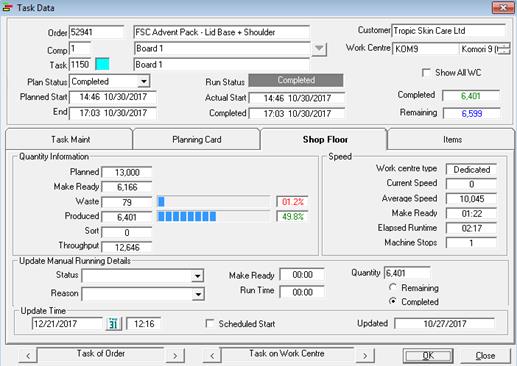 Task Data
Order 52941 FSC Advent Pack - Lid Base + Shoulder Customer Tropic Skin Care Ltd
Comp 1 Board 1 Work Centre KOM9 Komori 9
Task 1150 Board 1
Show All WC
Plan Status Completed Run Status Completed
Planned Start 14:46 10/30/2017 Actual Start 14:46 10/30/2017 Completed 6,401
End 17:03 10/30/2017 Completed 17:03 10/30/2017 Remaining 6,599
Task Maint Planning Card Shop Floor Items
Quantity Information Speed
Planned 13,000 Work centre type Dedicated
Make Ready 6,166 Current Speed 0
Waste 79 01.2% Average Speed 10,045
Produced 6,401 49.8% Make Ready 01:22
Sort 0 Elapsed Runtime 02:17
Throughput 12,646 Machine Stops 1
Update Manual Running Details
Status Make Ready 00:00 Quantity 6,401
Reason Run Time 00:00 Remaining
Completed
Update Time
12/21/2017 31 12:16 Scheduled Start Updated 10/27/2017
< Task of Order > < Task on Work Centre > OK Close